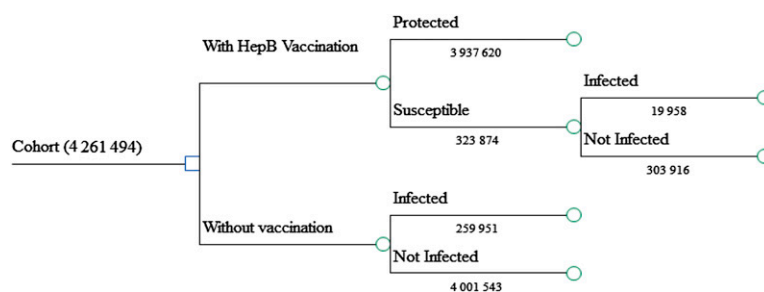 Protected
With HepB Vaccination
3 937 620
Infected
Susceptible
19 958
323 874
Not Infected
Cohort (4 261 494)
303 916
Infected
Without vaccination
259 951
Not Infected
4 001 543